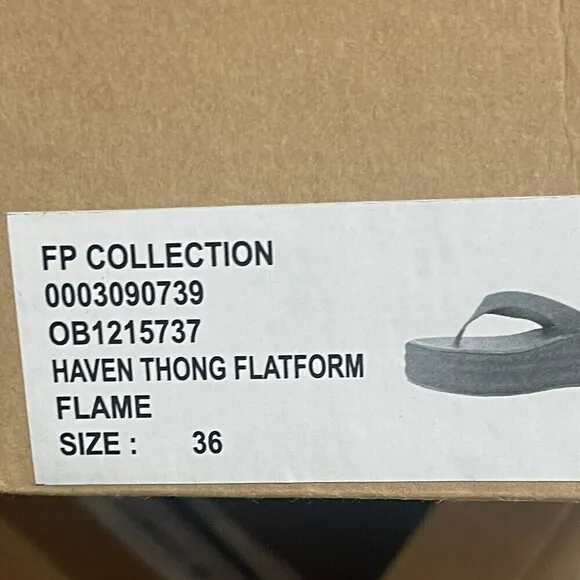 FP COLLECTION
0003090739
OB1215737
HAVEN THONG FLATFORM
FLAME
SIZE : 36